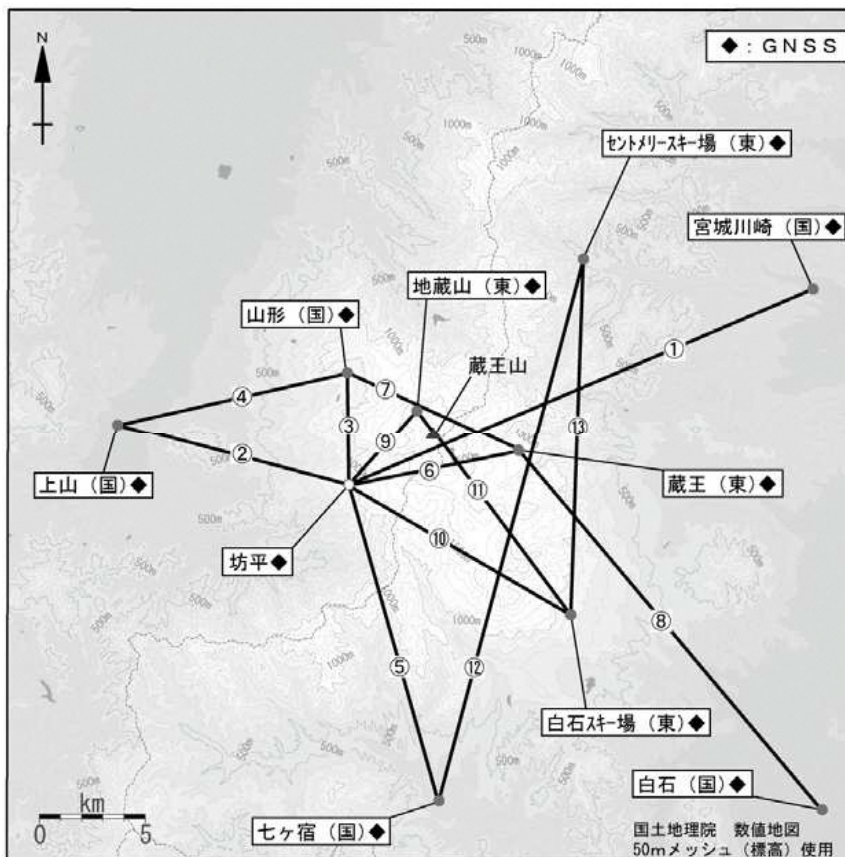 N
◆：GNSS
セントメリースキー場（東）◆
宮城川崎（国）◆
地蔵山（東）◆
山形（国）◆
蔵王山
①
④
⑦
③
⑬
⑨
②
⑥
上山（国）◆
蔵王（東）◆
⑪
⑩
坊平◆
⑧
⑤
⑫
白石スキー場（東）◆
白石（国）◆
km
0 5
七ヶ宿（国）◆
国土地理院 数値地図
50mメッシュ（標高）使用
500m
1000m